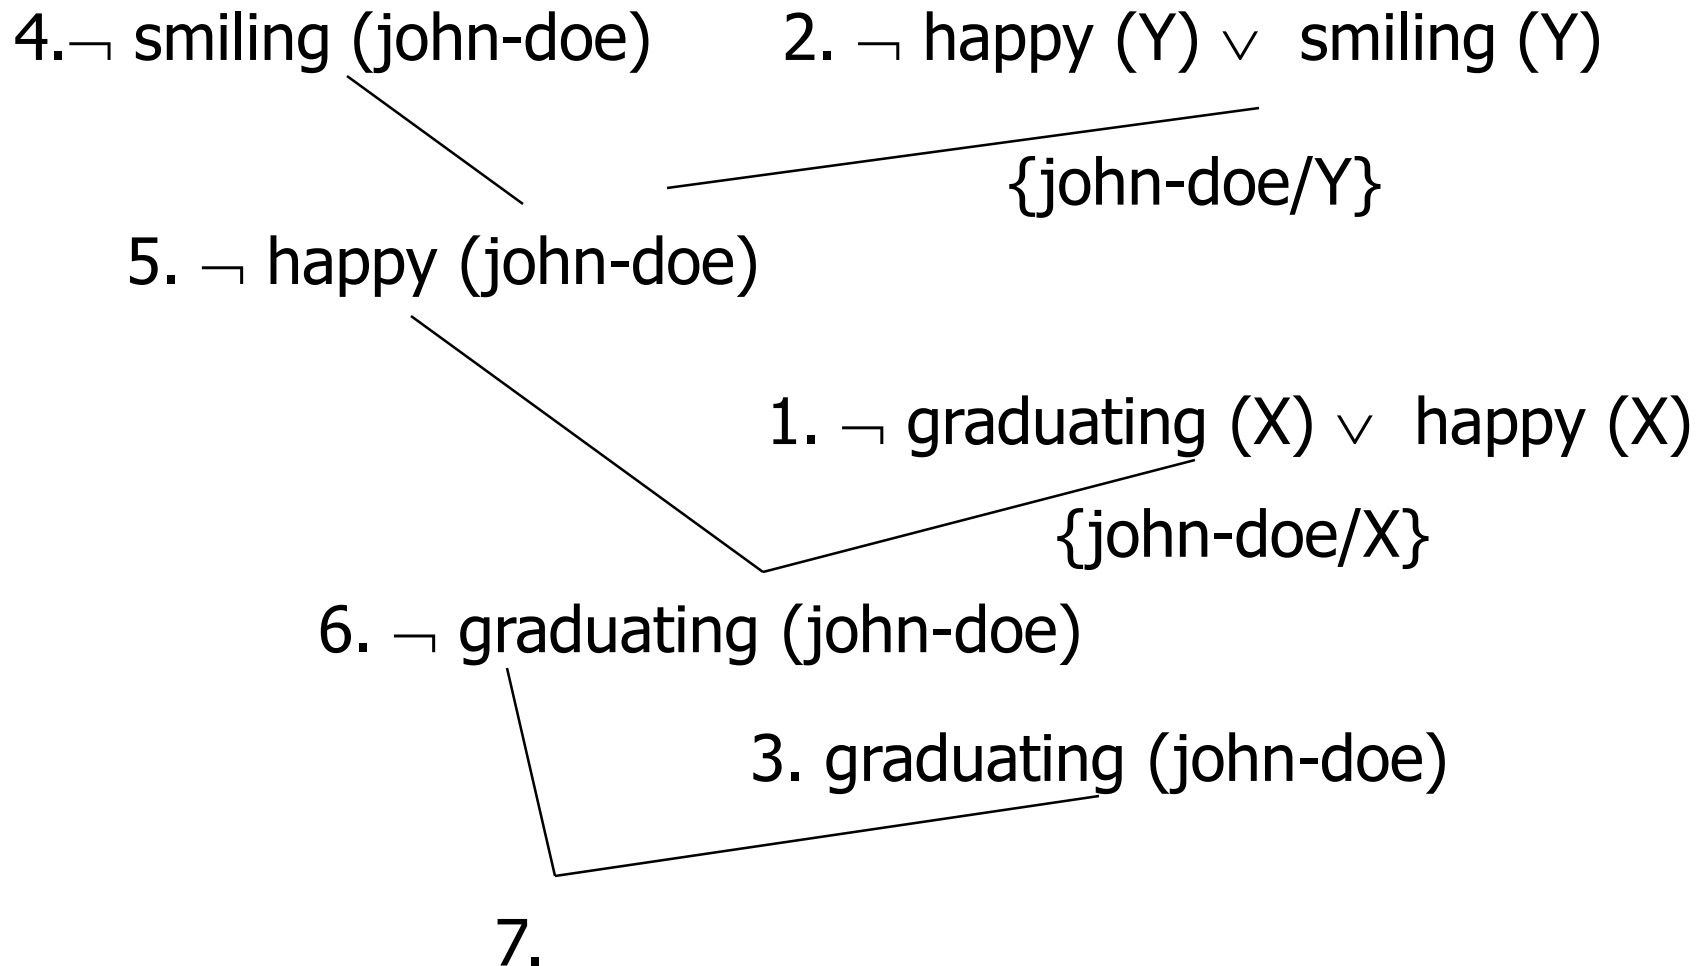 4.¬ smiling (john-doe) 2. ¬ happy (Y) ∨ smiling (Y)
{john-doe/Y}
5. ¬ happy (john-doe)
1. ¬ graduating (X) ∨ happy (X)
{john-doe/X}
6. ¬ graduating (john-doe)
3. graduating (john-doe)
7.